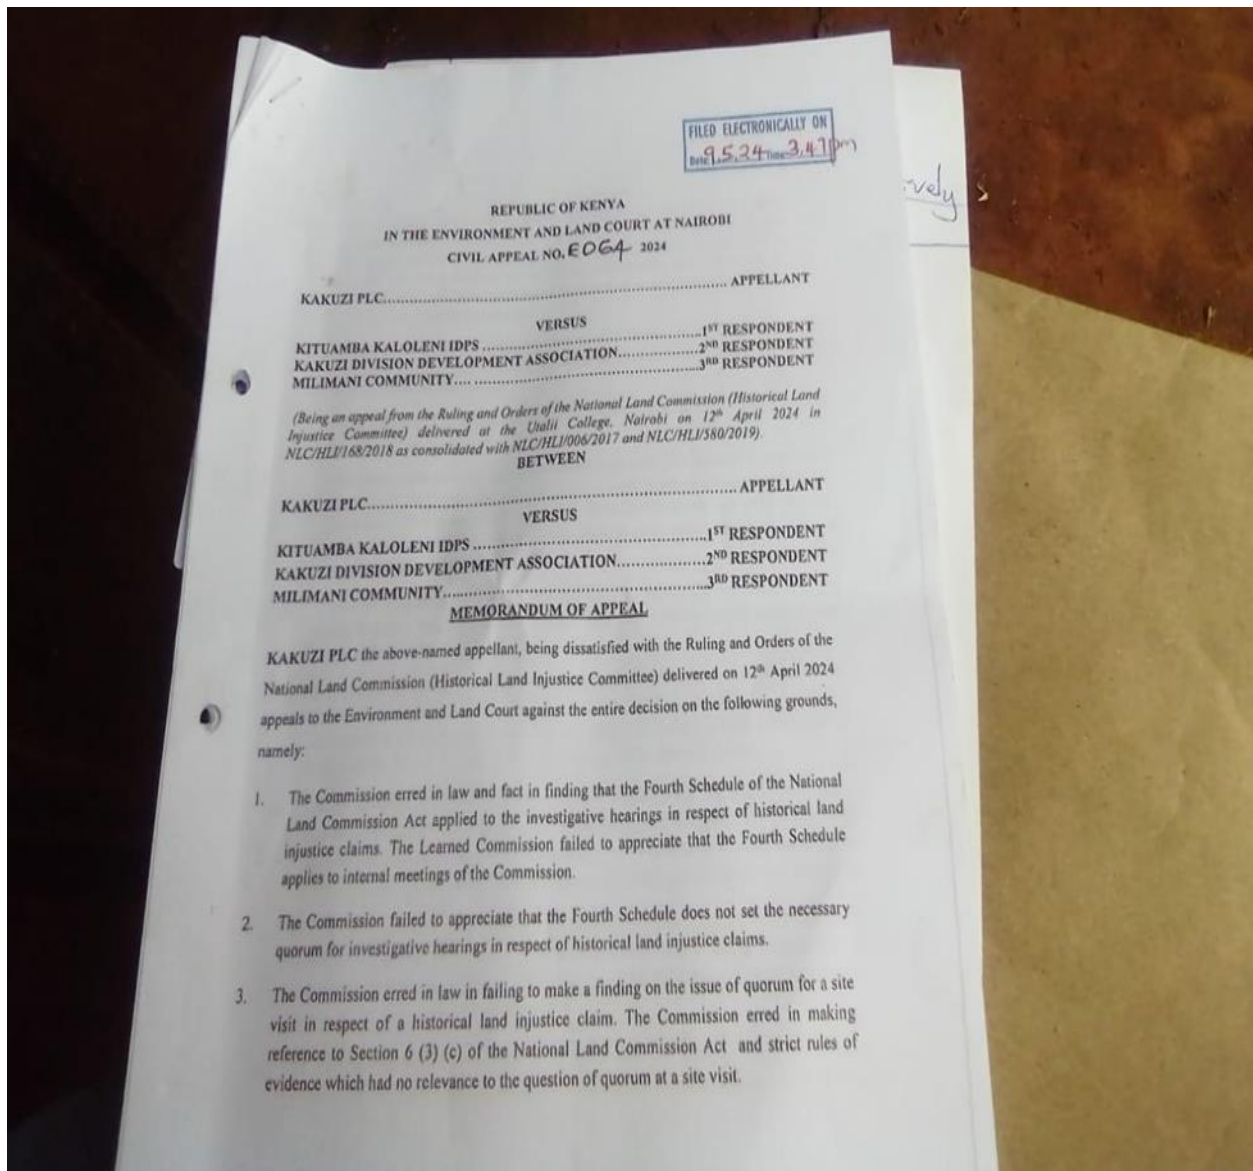 FILED ELECTRONICALLY ON
Date 9.5.24 Time 3.47pm
REPUBLIC OF KENYA
IN THE ENVIRONMENT AND LAND COURT AT NAIROBI
CIVIL APPEAL NO. E064 2024
KAKUZI PLC.......................................................................... APPELLANT
VERSUS
KITUAMBA KALOLENI IDPS ................................................1ST RESPONDENT
KAKUZI DIVISION DEVELOPMENT ASSOCIATION.................2ND RESPONDENT
MILIMANI COMMUNITY.... ..................................................3RD RESPONDENT
(Being an appeal from the Ruling and Orders of the National Land Commission (Historical Land
Injustice Committee) delivered at the Utalii College, Nairobi on 12th April 2024 in
NLC/HLI/168/2018 as consolidated with NLC/HLI/006/2017 and NLC/HLI/580/2019).
BETWEEN
KAKUZI PLC.......................................................................... APPELLANT
VERSUS
KITUAMBA KALOLENI IDPS ................................................1ST RESPONDENT
KAKUZI DIVISION DEVELOPMENT ASSOCIATION.................2ND RESPONDENT
MILIMANI COMMUNITY.......................................................3RD RESPONDENT
MEMORANDUM OF APPEAL
KAKUZI PLC the above-named appellant, being dissatisfied with the Ruling and Orders of the
National Land Commission (Historical Land Injustice Committee) delivered on 12th April 2024
appeals to the Environment and Land Court against the entire decision on the following grounds,
namely:
1. The Commission erred in law and fact in finding that the Fourth Schedule of the National
Land Commission Act applied to the investigative hearings in respect of historical land
injustice claims. The Learned Commission failed to appreciate that the Fourth Schedule
applies to internal meetings of the Commission.
2. The Commission failed to appreciate that the Fourth Schedule does not set the necessary
quorum for investigative hearings in respect of historical land injustice claims.
3. The Commission erred in law in failing to make a finding on the issue of quorum for a site
visit in respect of a historical land injustice claim. The Commission erred in making
reference to Section 6 (3) (c) of the National Land Commission Act and strict rules of
evidence which had no relevance to the question of quorum at a site visit.